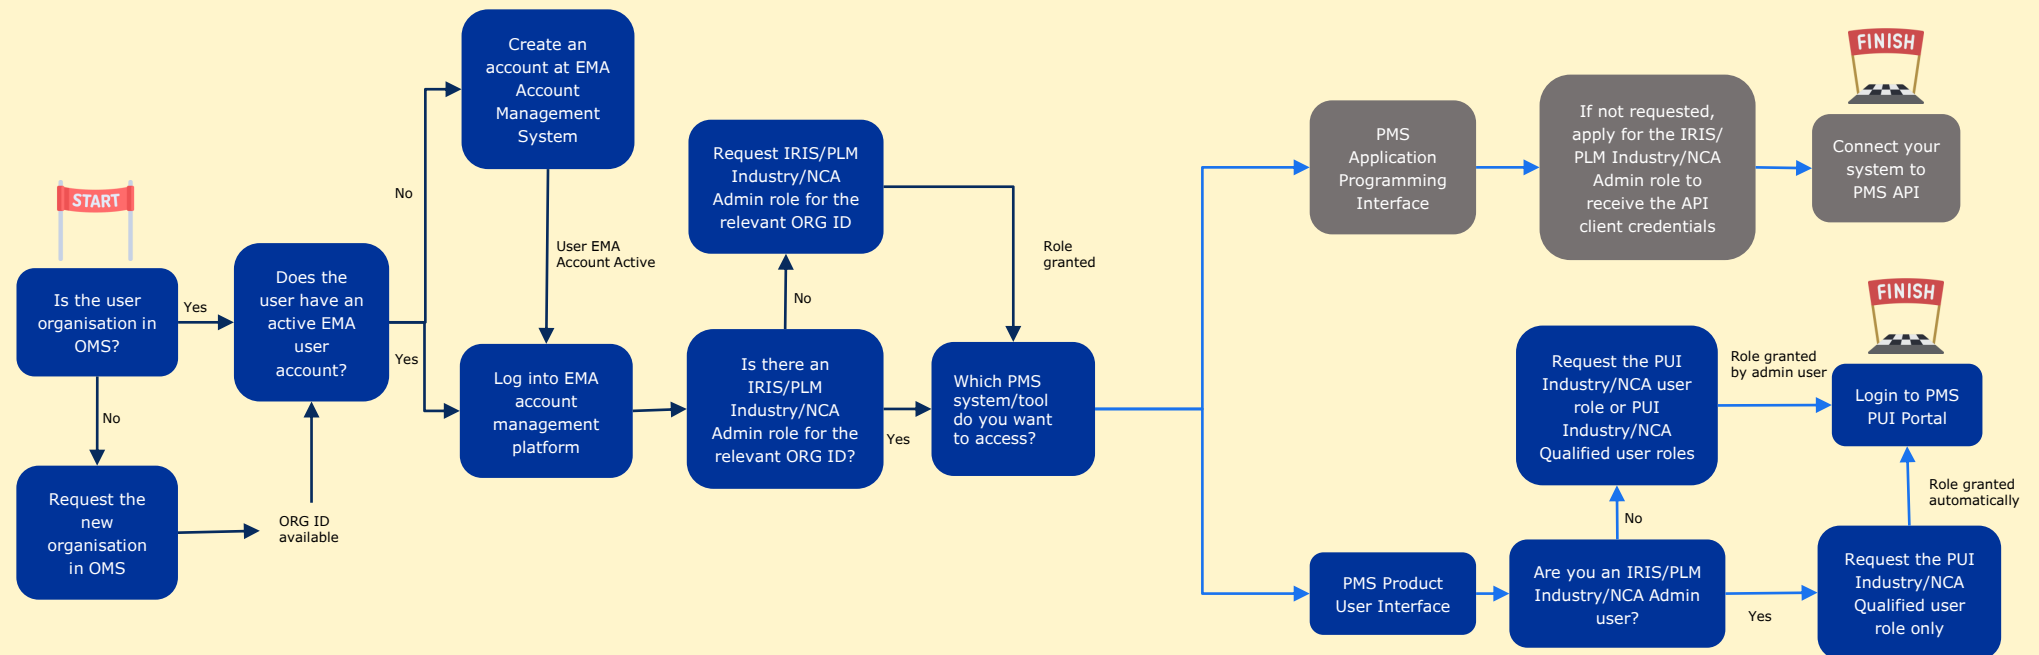 START
Is the user
organisation in
OMS?
Yes
No
Request the
new
organisation
in OMS
ORG ID
available
Does the
user have an
active EMA
user
account?
No
Yes
Create an
account at EMA
Account
Management
System
User EMA
Account Active
Log into EMA
account
management
platform
Request IRIS/PLM
Industry/NCA
Admin role for the
relevant ORG ID
No
Is there an
IRIS/PLM
Industry/NCA
Admin role for the
relevant ORG ID?
Yes
Role
granted
Which PMS
system/tool
do you want
to access?
PMS
Application
Programming
Interface
If not requested,
apply for the IRIS/
PLM Industry/NCA
Admin role to
receive the API
client credentials
FINISH
Connect your
system to
PMS API
PMS Product
User Interface
Are you an IRIS/PLM
Industry/NCA Admin
user?
No
Request the PUI
Industry/NCA user
role or PUI
Industry/NCA
Qualified user roles
Role granted
by admin user
Yes
Request the PUI
Industry/NCA
Qualified user
role only
Role granted
automatically
FINISH
Login to PMS
PUI Portal